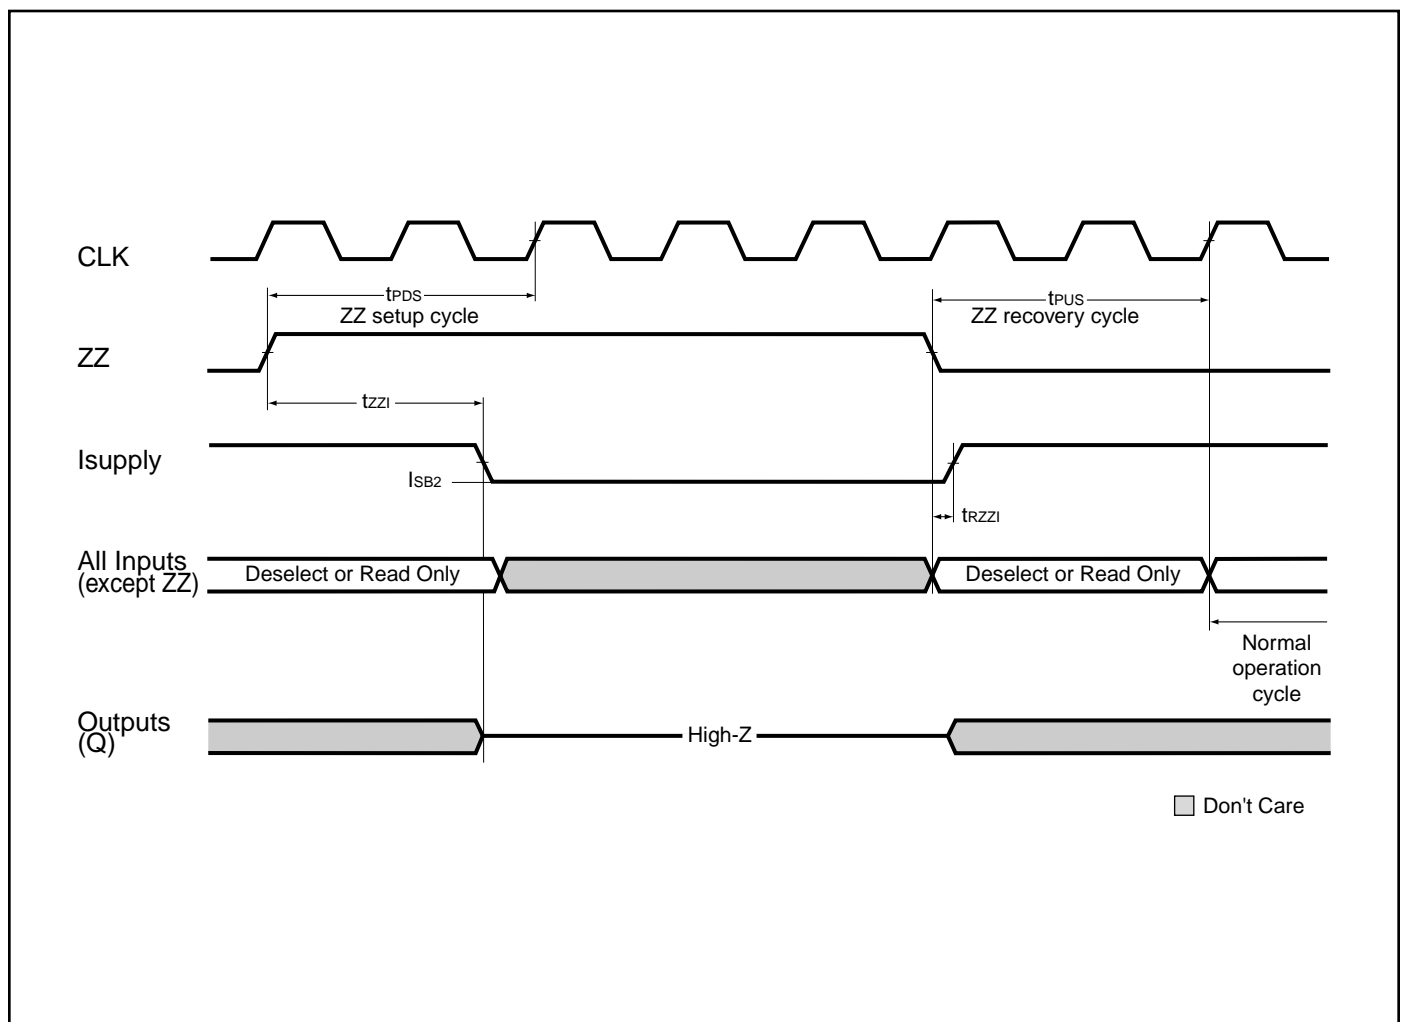 CLK
tPDS
ZZ setup cycle
tPUS
ZZ recovery cycle
ZZ
tZZI
Isupply
ISB2
tRZZI
All Inputs
(except ZZ)
Deselect or Read Only
Deselect or Read Only
Normal
operation
cycle
Outputs
(Q)
High-Z
Don't Care